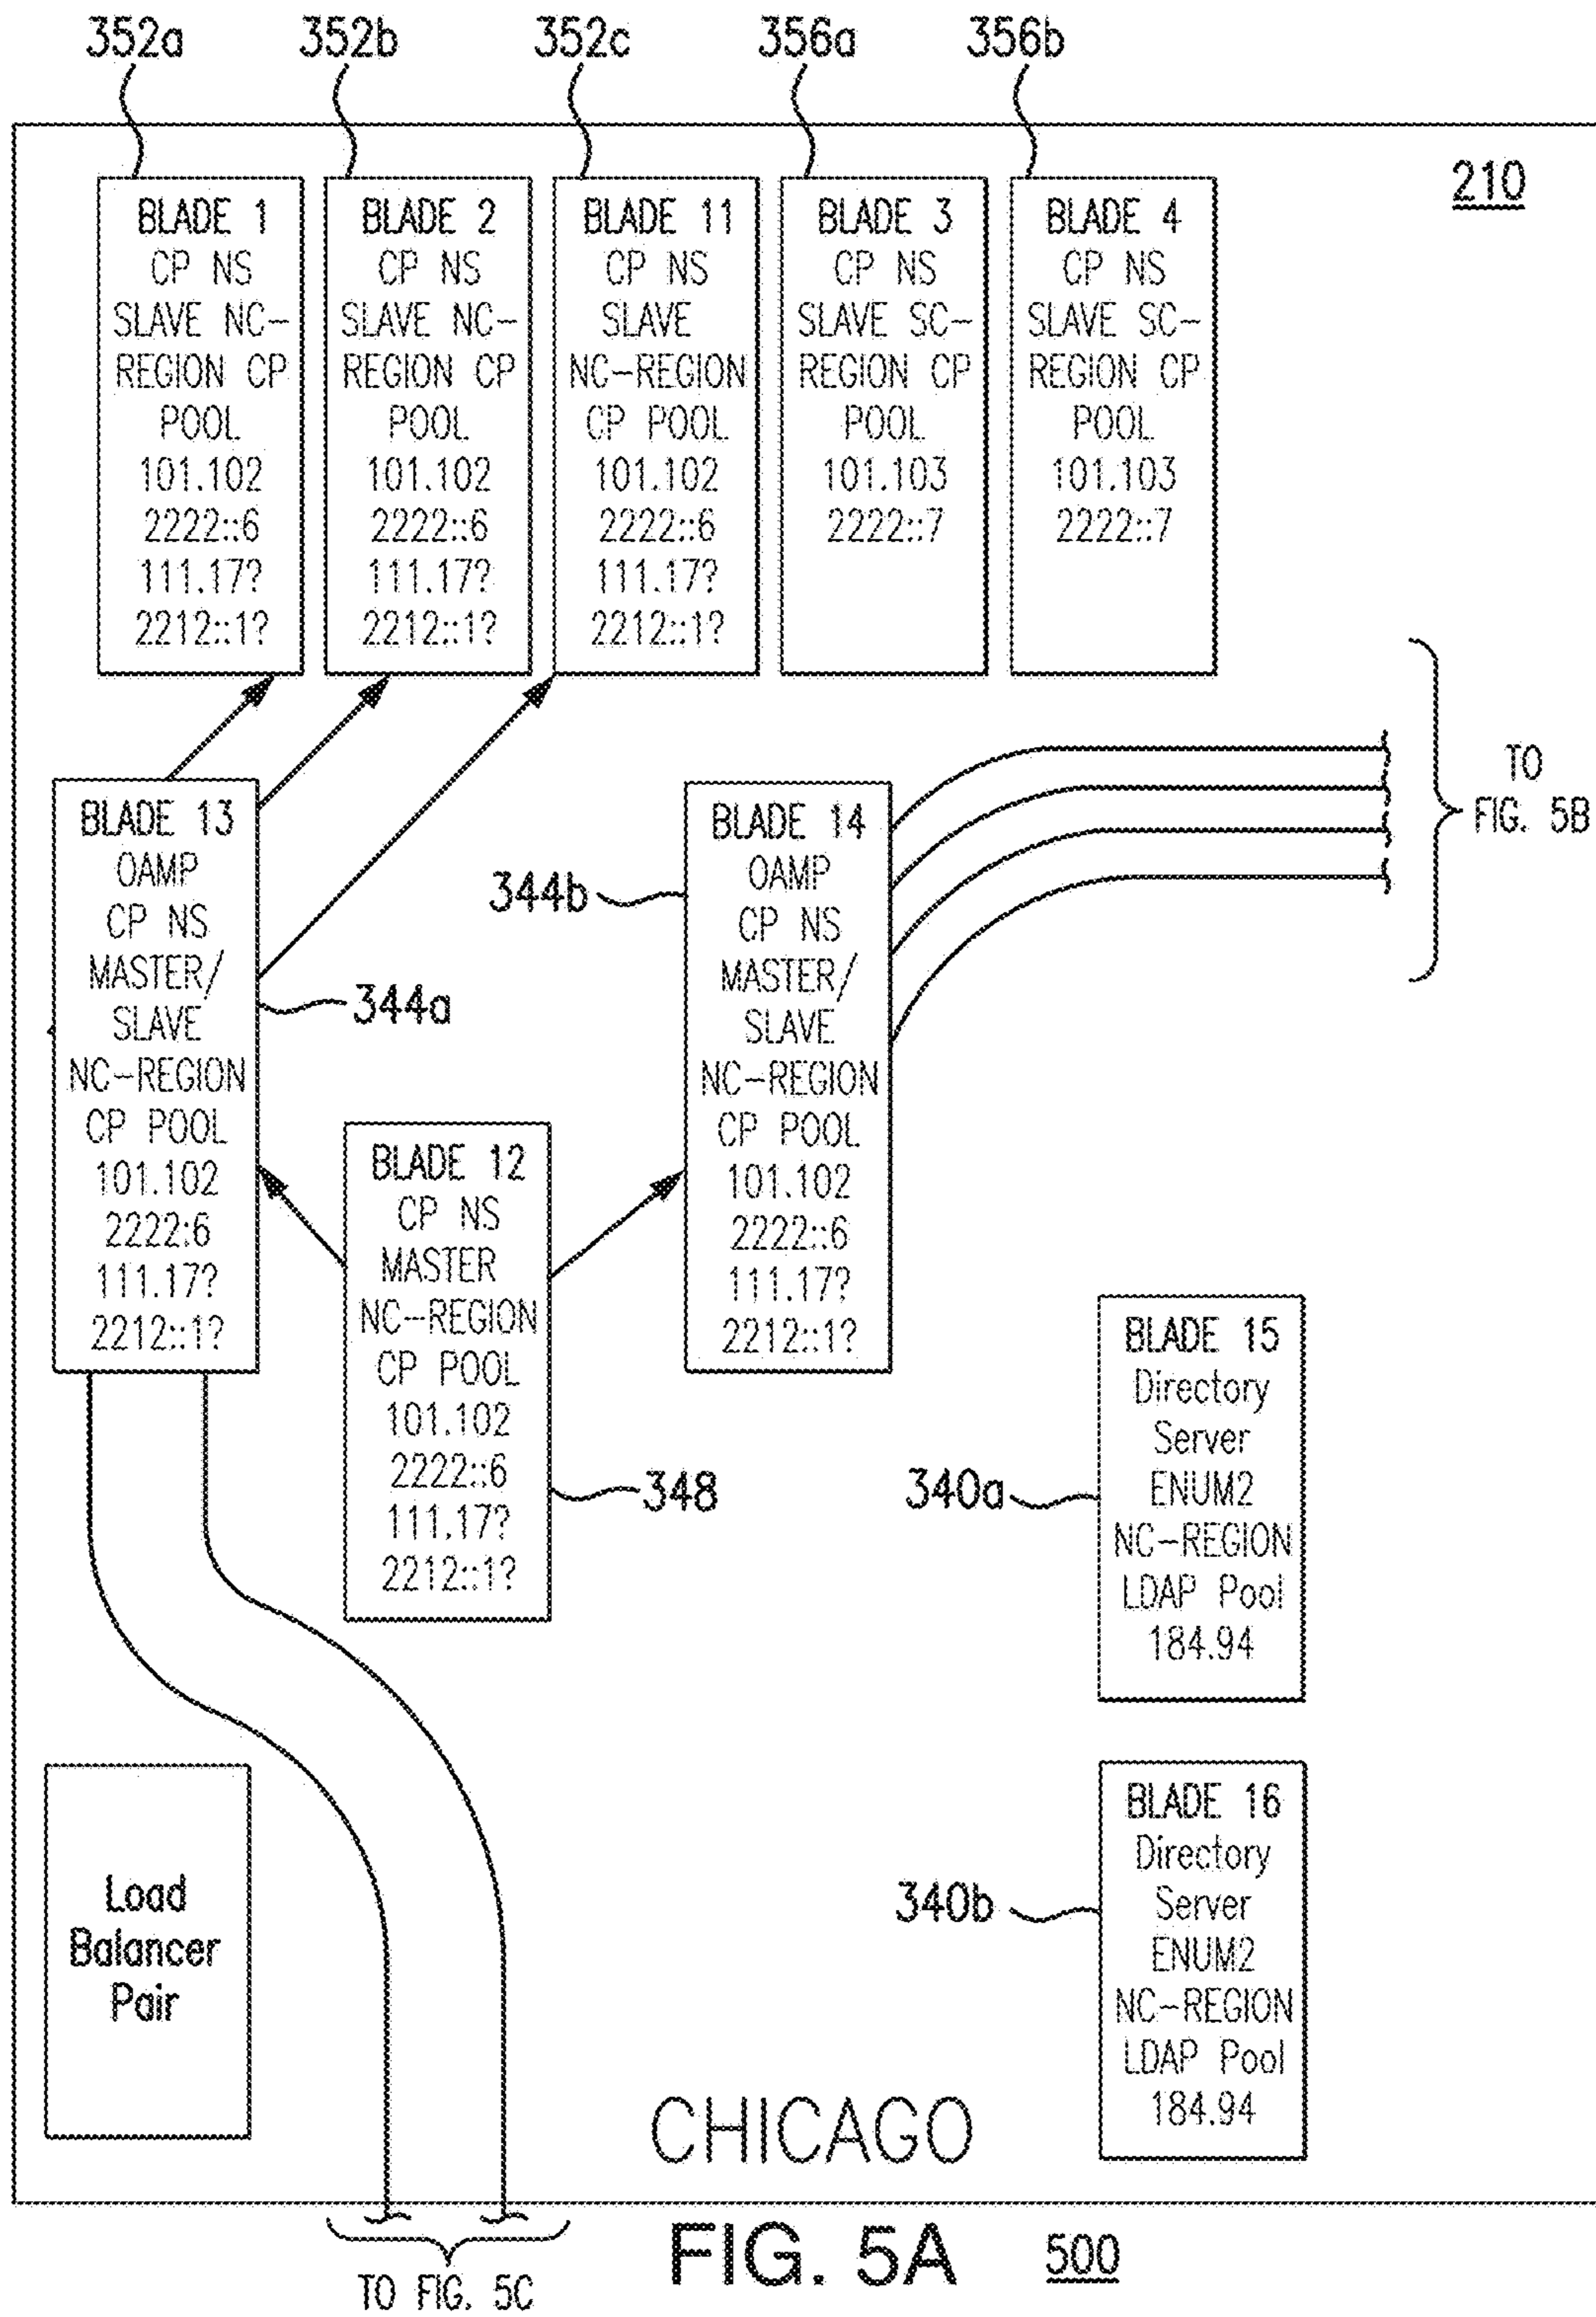 352a
352b
352c
356a
356b
210
BLADE 1
CP NS
SLAVE NC-
REGION CP
POOL
101.102
2222::6
111.17?
2212::1?
BLADE 2
CP NS
SLAVE NC-
REGION CP
POOL
101.102
2222::6
111.17?
2212::1?
BLADE 11
CP NS
SLAVE
NC-REGION
CP POOL
101.102
2222::6
111.17?
2212::1?
BLADE 3
CP NS
SLAVE SC-
REGION CP
POOL
101.103
2222::7
BLADE 4
CP NS
SLAVE SC-
REGION CP
POOL
101.103
2222::7
TO
FIG. 5B
BLADE 13
OAMP
CP NS
MASTER/
SLAVE
NC-REGION
CP POOL
101.102
2222:6
111.17?
2212::1?
344a
344b
BLADE 14
OAMP
CP NS
MASTER/
SLAVE
NC-REGION
CP POOL
101.102
2222::6
111.17?
2212::1?
BLADE 12
CP NS
MASTER
NC-REGION
CP POOL
101.102
2222::6
111.17?
2212::1?
348
340a
BLADE 15
Directory
Server
ENUM2
NC-REGION
LDAP Pool
184.94
340b
BLADE 16
Directory
Server
ENUM2
NC-REGION
LDAP Pool
184.94
Load
Balancer
Pair
CHICAGO
TO FIG. 5C
FIG. 5A
500